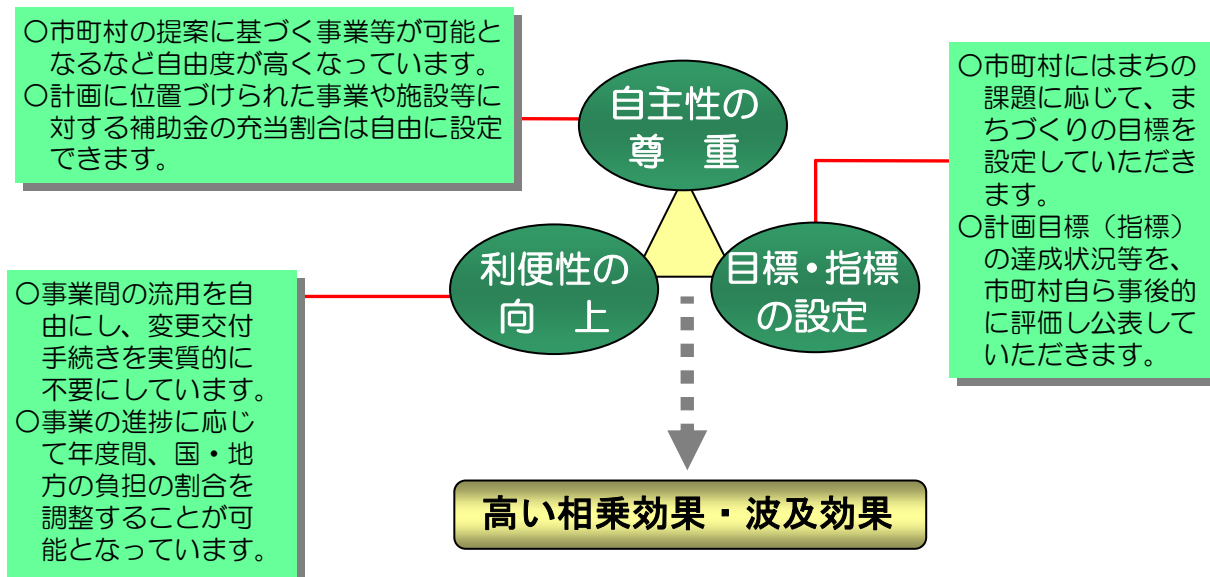 〇市町村の提案に基づく事業等が可能と
なるなど自由度が高くなっています。
〇計画に位置づけられた事業や施設等に
対する補助金の充当割合は自由に設定
できます。
自主性の
尊　重
〇市町村にはまちの
課題に応じて、ま
ちづくりの目標を
設定していただき
ます。
〇計画目標（指標）
の達成状況等を、
市町村自ら事後的
に評価し公表して
いただきます。
利便性の
向　上
目標・指標
の設定
〇事業間の流用を自
由にし、変更交付
手続きを実質的に
不要にしています。
〇事業の進捗に応じ
て年度間、国・地
方の負担の割合を
調整することが可
能となっています。
高い相乗効果・波及効果